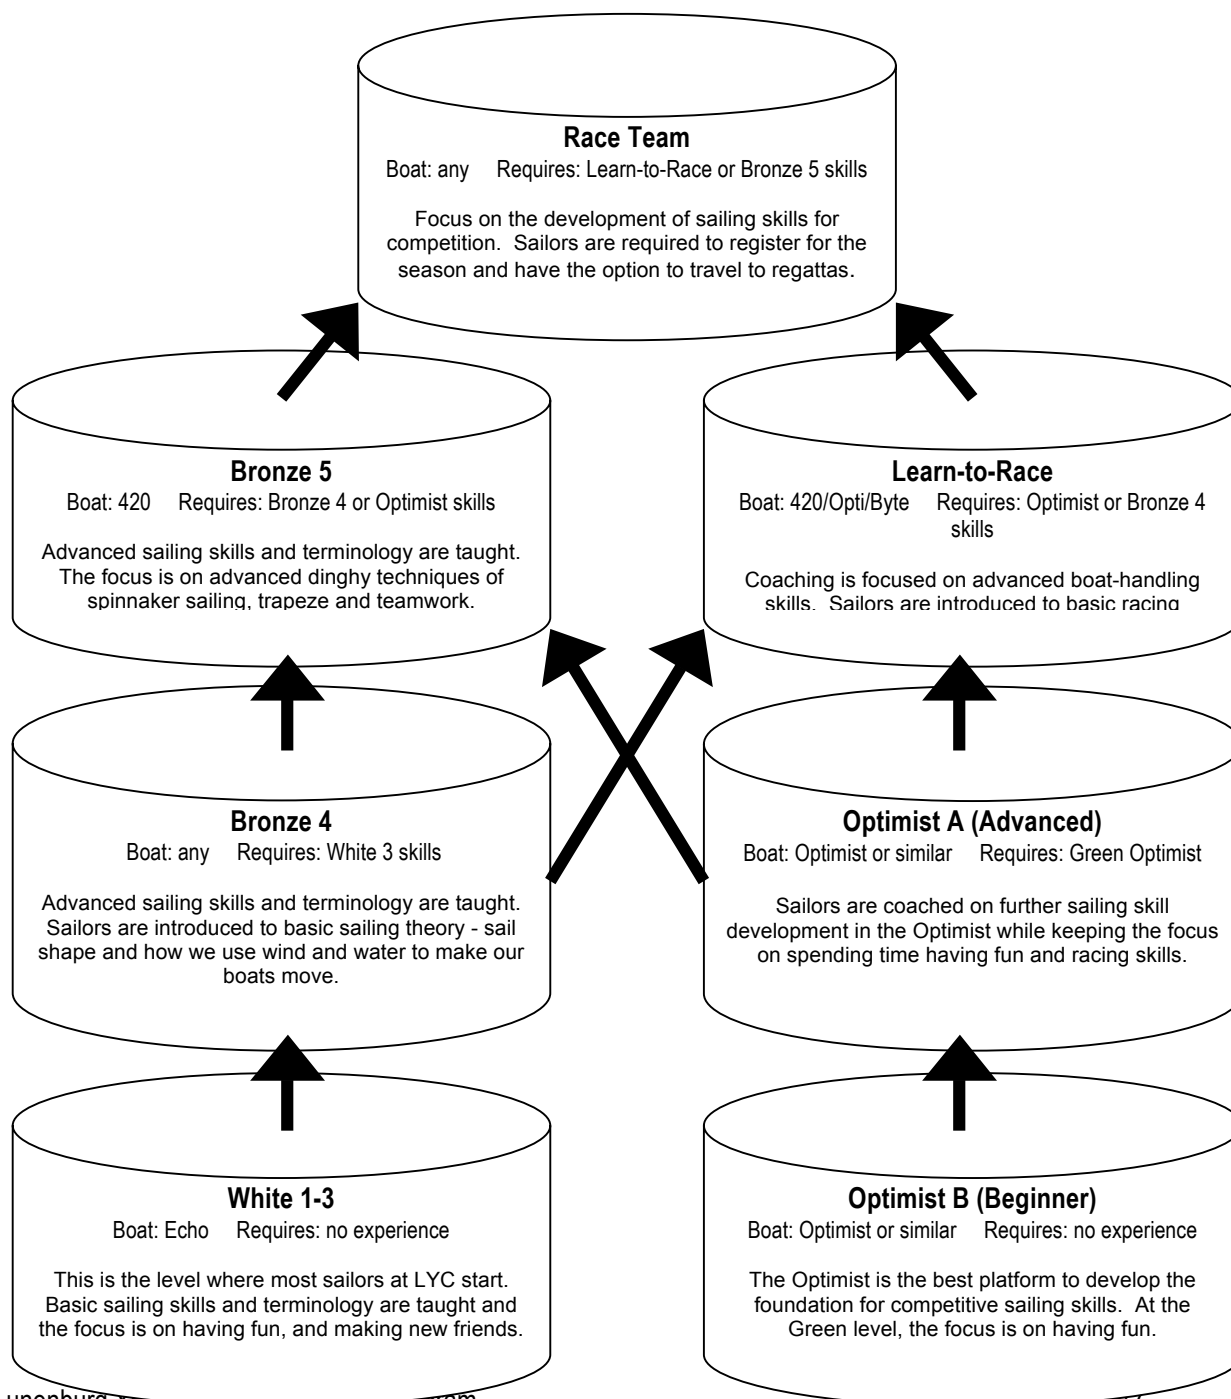 Race Team
Boat: any Requires: Learn-to-Race or Bronze 5 skills
Focus on the development of sailing skills for
competition. Sailors are required to register for the
season and have the option to travel to regattas.
Bronze 5
Boat: 420 Requires: Bronze 4 or Optimist skills
Advanced sailing skills and terminology are taught.
The focus is on advanced dinghy techniques of
spinnaker sailing, trapeze and teamwork.
Learn-to-Race
Boat: 420/Opti/Byte Requires: Optimist or Bronze 4
skills
Coaching is focused on advanced boat-handling
skills. Sailors are introduced to basic racing
Bronze 4
Boat: any Requires: White 3 skills
Advanced sailing skills and terminology are taught.
Sailors are introduced to basic sailing theory - sail
shape and how we use wind and water to make our
boats move.
Optimist A (Advanced)
Boat: Optimist or similar Requires: Green Optimist
Sailors are coached on further sailing skill
development in the Optimist while keeping the focus
on spending time having fun and racing skills.
White 1-3
Boat: Echo Requires: no experience
This is the level where most sailors at LYC start.
Basic sailing skills and terminology are taught and
the focus is on having fun, and making new friends.
Optimist B (Beginner)
Boat: Optimist or similar Requires: no experience
The Optimist is the best platform to develop the
foundation for competitive sailing skills. At the
Green level, the focus is on having fun.